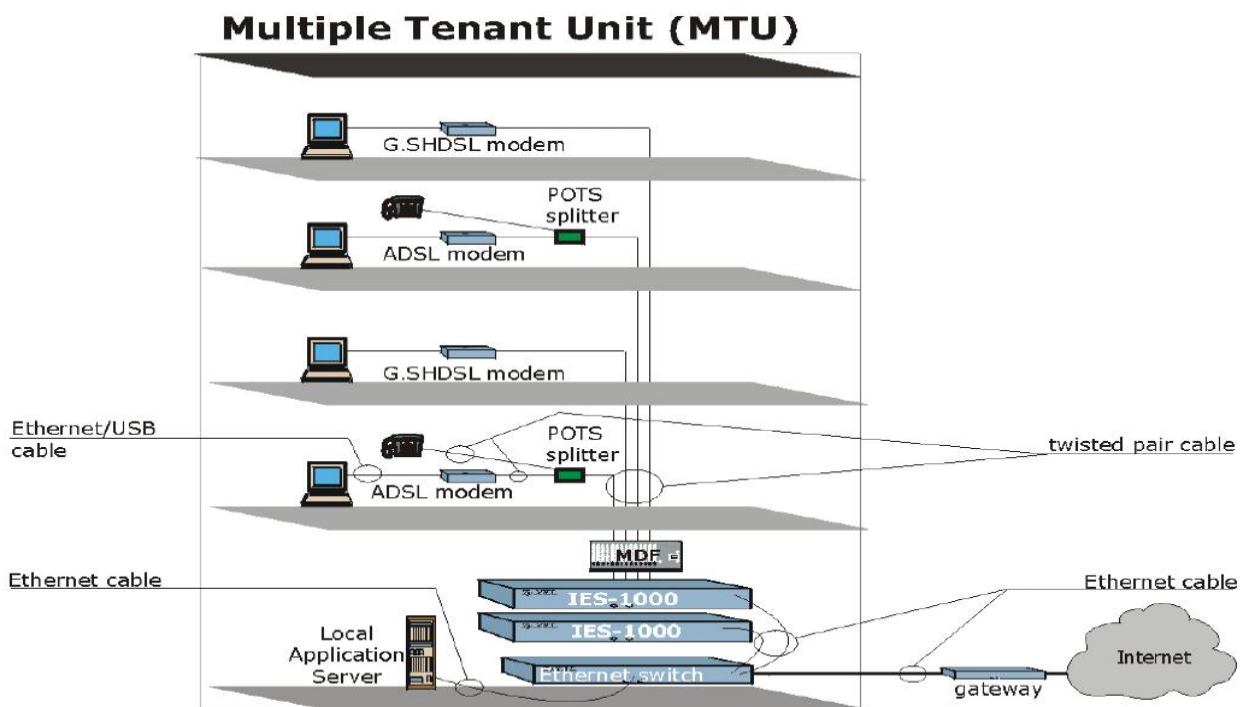 Multiple Tenant Unit (MTU)
G.SHDSL modem
POTS
splitter
ADSL modem
G.SHDSL modem
Ethernet/USB
cable
POTS
splitter
twisted pair cable
ADSL modem
MDF
Ethernet cable
IES-1000
Ethernet cable
IES-1000
Local
Application
Server
Ethernet switch
Internet
gateway